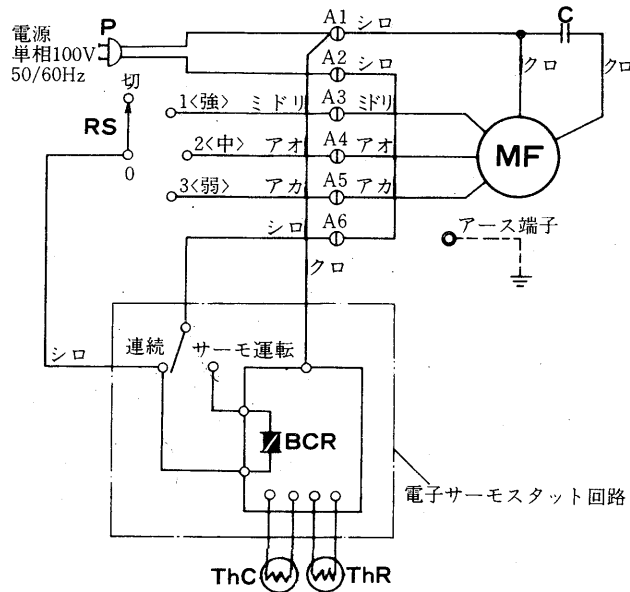 電源
単相100V
50/60Hz
P
A1
シロ
C
A2
シロ
クロ
クロ
切
RS
0
1<強>
ミドリ
A3
ミドリ
2<中>
アオ
A4
アオ
MF
3<弱>
アカ
A5
アカ
シロ
A6
アース端子
クロ
シロ
連続
サーモ運転
BCR
電子サーモスタット回路
ThC
ThR